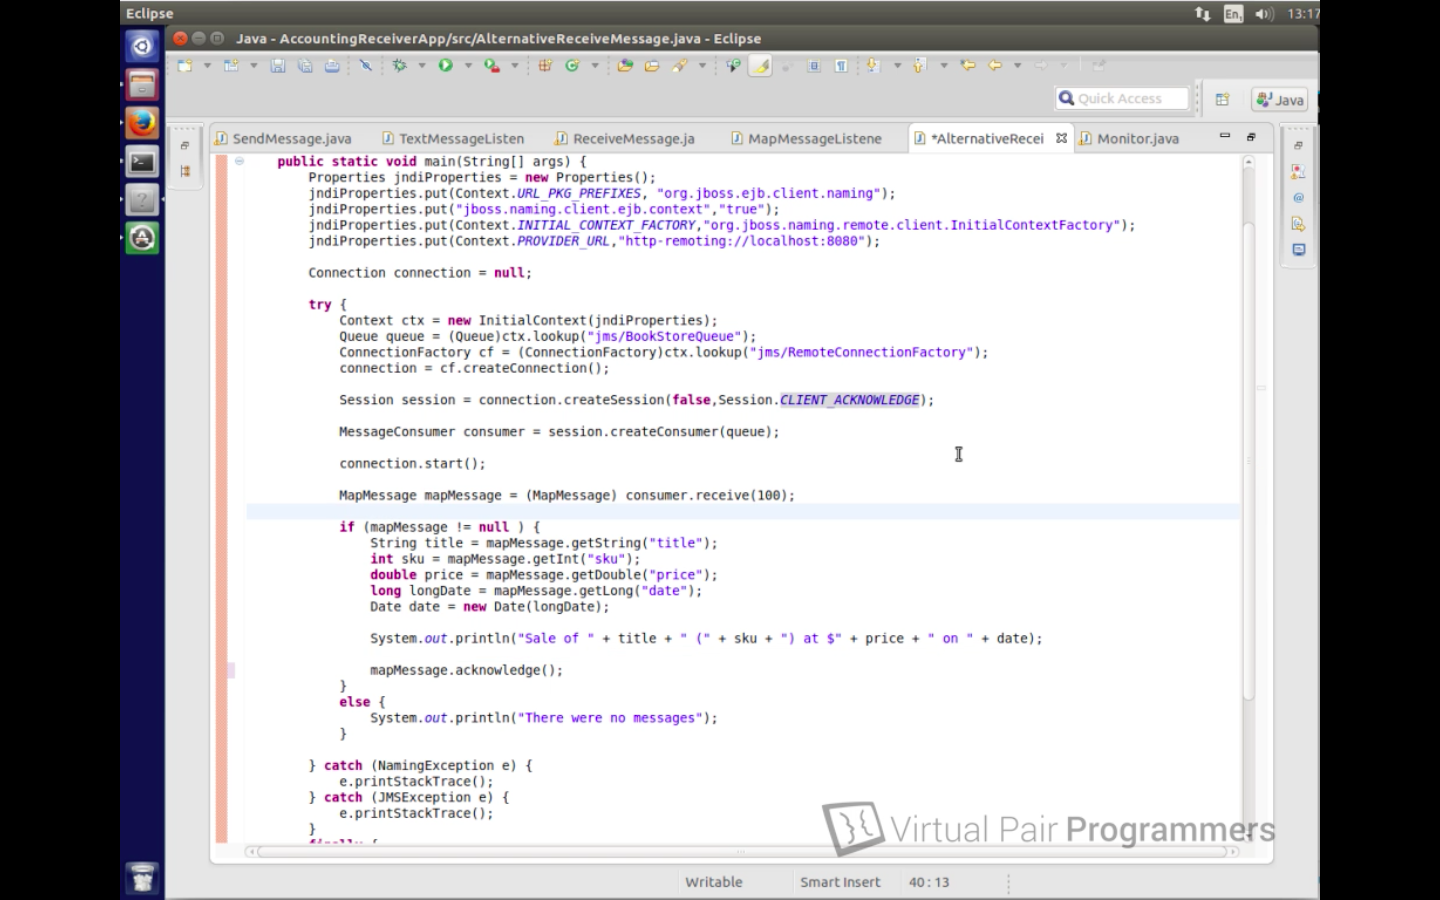 Eclipse
En
13:17
Java - AccountingReceiverApp/src/AlternativeReceiveMessage.java - Eclipse
Quick Access
Java
SendMessage.java
TextMessageListen
ReceiveMessage.ja
MapMessageListene
*AlternativeRecei
Monitor.java
public static void main(String[] args) {
Properties jndiProperties = new Properties();
jndiProperties.put(Context.URL_PKG_PREFIXES, "org.jboss.ejb.client.naming");
jndiProperties.put("jboss.naming.client.ejb.context","true");
jndiProperties.put(Context.INITIAL_CONTEXT_FACTORY,"org.jboss.naming.remote.client.InitialContextFactory");
jndiProperties.put(Context.PROVIDER_URL,"http-remoting://localhost:8080");
Connection connection = null;
try {
Context ctx = new InitialContext(jndiProperties);
Queue queue = (Queue)ctx.lookup("jms/BookStoreQueue");
ConnectionFactory cf = (ConnectionFactory)ctx.lookup("jms/RemoteConnectionFactory");
connection = cf.createConnection();
Session session = connection.createSession(false,Session.CLIENT_ACKNOWLEDGE);
MessageConsumer consumer = session.createConsumer(queue);
connection.start();
MapMessage mapMessage = (MapMessage) consumer.receive(100);
if (mapMessage != null ) {
String title = mapMessage.getString("title");
int sku = mapMessage.getInt("sku");
double price = mapMessage.getDouble("price");
long longDate = mapMessage.getLong("date");
Date date = new Date(longDate);
System.out.println("Sale of " + title + " (" + sku + ") at $" + price + " on " + date);
mapMessage.acknowledge();
}
else {
System.out.println("There were no messages");
}
} catch (NamingException e) {
e.printStackTrace();
} catch (JMSException e) {
e.printStackTrace();
}
finally {
Virtual Pair Programmers
Writable
Smart Insert
40 : 13